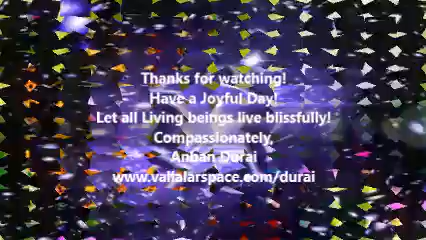 Thanks for watching!
Have a Joyful Day!
Let all Living beings live blissfully!
Compassionately
Anban Durai
www.vallalarspace.com/durai